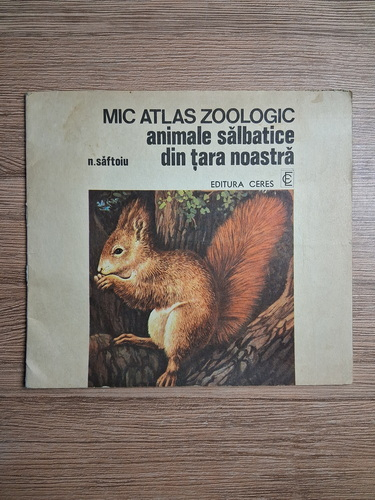 MIC ATLAS ZOOLOGIC
animale sălbatice
n.săftoiu din țara noastră
EDITURA CERES